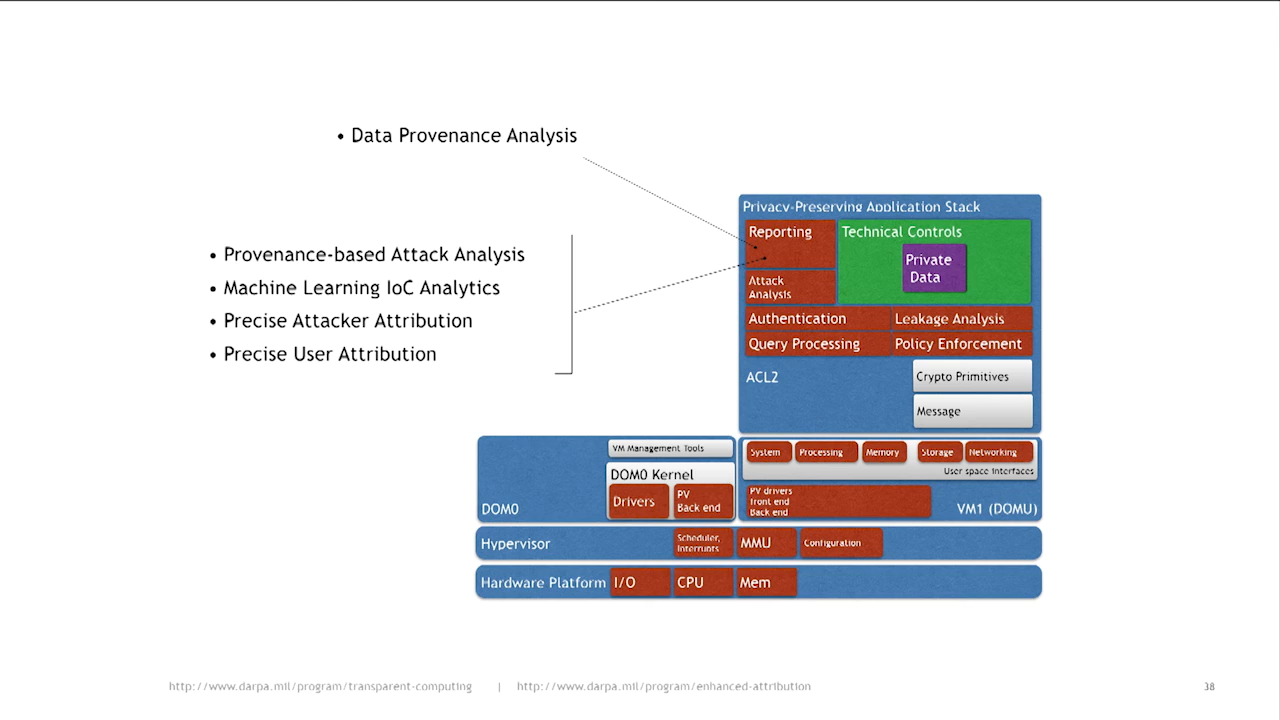 • Data Provenance Analysis
• Provenance-based Attack Analysis
• Machine Learning IoC Analytics
• Precise Attacker Attribution
• Precise User Attribution
Privacy-Preserving Application Stack
Reporting
Technical Controls
Private
Data
Attack
Analysis
Authentication
Leakage Analysis
Query Processing
Policy Enforcement
ACL2
Crypto Primitives
Message
VM Management Tools
DOM0 Kernel
Drivers
PV
Back end
DOM0
System
Processing
Memory
Storage
Networking
User space interfaces
PV drivers
front end
Back end
VM1 (DOMU)
Hypervisor
Scheduler,
Interrupts
MMU
Configuration
Hardware Platform
I/O
CPU
Mem
http://www.darpa.mil/program/transparent-computing | http://www.darpa.mil/program/enhanced-attribution
38